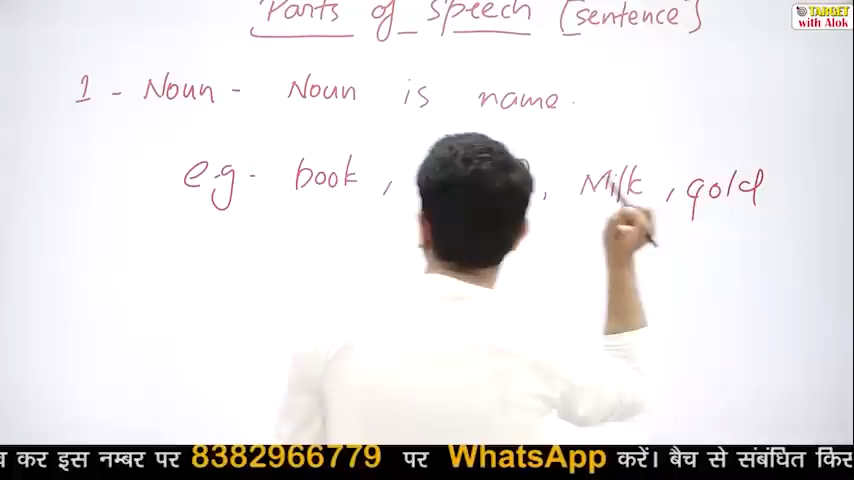 Parts of Speech [sentence]
TARGET
with Alok
1 - Noun - Noun is name.
e.g - book , , Milk , gold
कर इस नम्बर पर 8382966779 पर WhatsApp करें। बैच से संबंधित